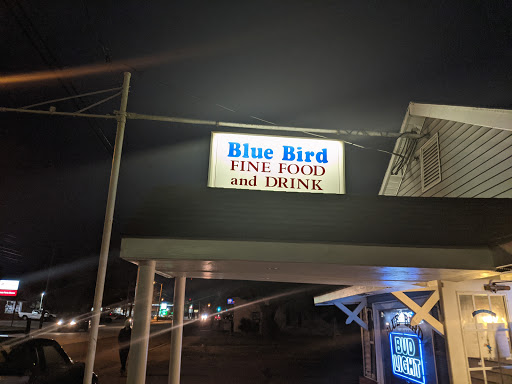 Blue Bird
FINE FOOD
and DRINK
BUD
LIGHT